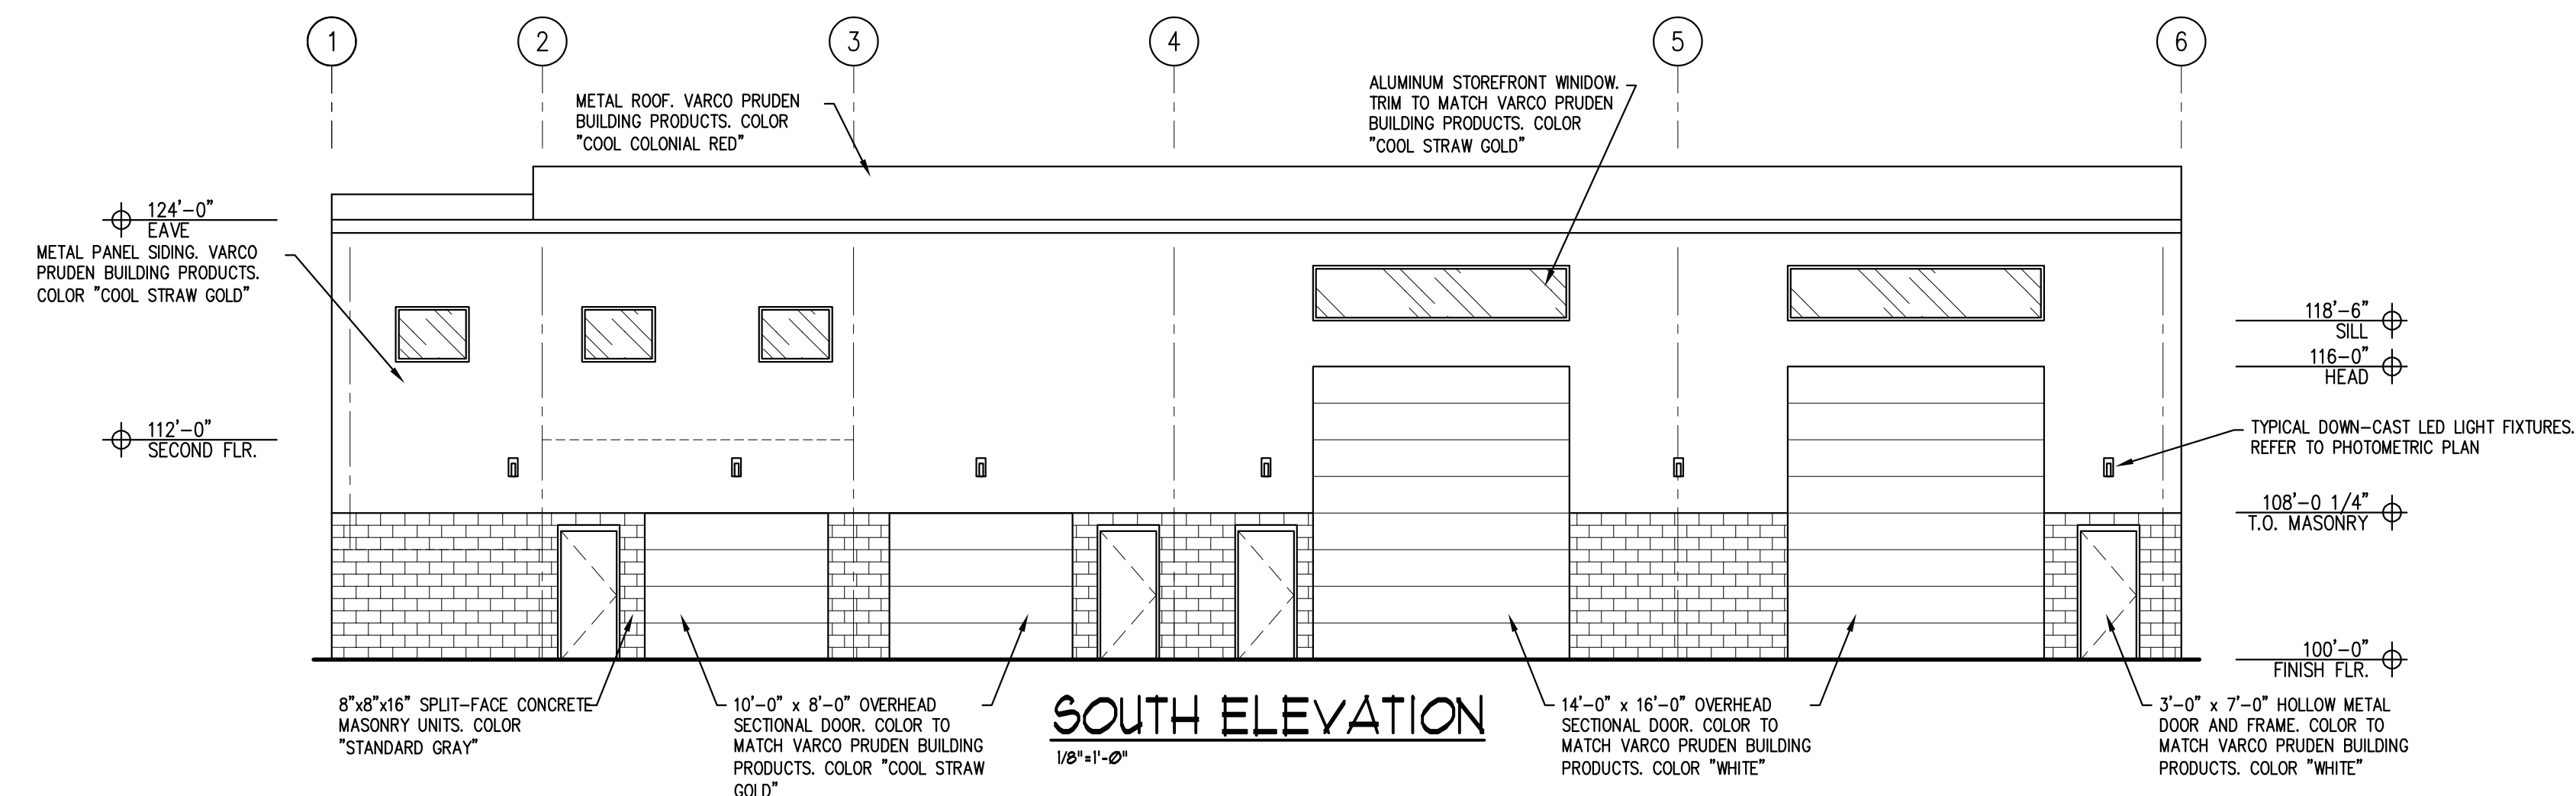 1 2 3 4 5 6
METAL ROOF. VARCO PRUDEN
BUILDING PRODUCTS. COLOR
"COOL COLONIAL RED"
ALUMINUM STOREFRONT WINIDOW.
TRIM TO MATCH VARCO PRUDEN
BUILDING PRODUCTS. COLOR
"COOL STRAW GOLD"
124'-0"
EAVE
METAL PANEL SIDING. VARCO
PRUDEN BUILDING PRODUCTS.
COLOR "COOL STRAW GOLD"
112'-0"
SECOND FLR.
118'-6"
SILL
116-0"
HEAD
TYPICAL DOWN-CAST LED LIGHT FIXTURES.
REFER TO PHOTOMETRIC PLAN
108'-0 1/4"
T.O. MASONRY
100'-0"
FINISH FLR.
8"x8"x16" SPLIT-FACE CONCRETE
MASONRY UNITS. COLOR
"STANDARD GRAY"
10'-0" x 8'-0" OVERHEAD
SECTIONAL DOOR. COLOR TO
MATCH VARCO PRUDEN BUILDING
PRODUCTS. COLOR "COOL STRAW
GOLD"
SOUTH ELEVATION
1/8"=1'-0"
14'-0" x 16'-0" OVERHEAD
SECTIONAL DOOR. COLOR TO
MATCH VARCO PRUDEN BUILDING
PRODUCTS. COLOR "WHITE"
3'-0" x 7'-0" HOLLOW METAL
DOOR AND FRAME. COLOR TO
MATCH VARCO PRUDEN BUILDING
PRODUCTS. COLOR "WHITE"